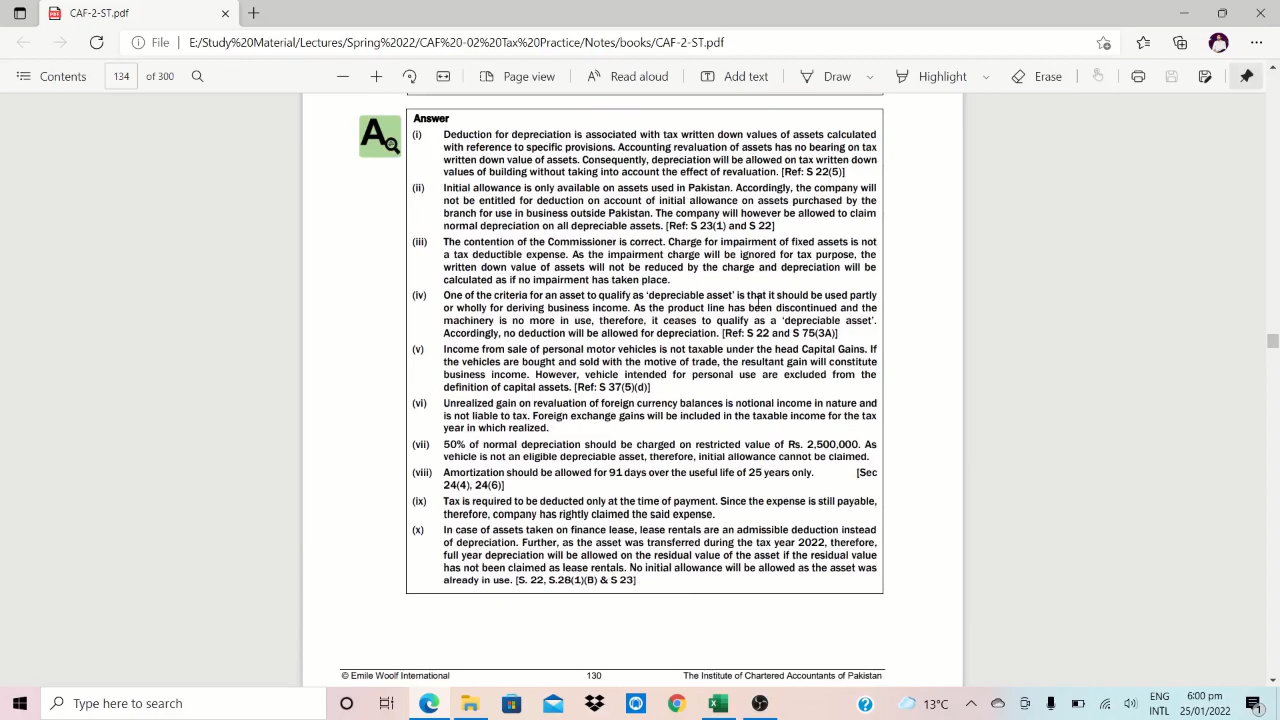 CAF-2-ST.pdf
File
E:/Study%20Material/Lectures/Spring%2022/CAF%20-02%20Tax%20Practice/Notes/books/CAF-2-ST.pdf
Contents
134
of 300
Page view
Read aloud
Add text
Draw
Highlight
Erase
Answer
(i) Deduction for depreciation is associated with tax written down values of assets calculated
with reference to specific provisions. Accounting revaluation of assets has no bearing on tax
written down value of assets. Consequently, depreciation will be allowed on tax written down
values of building without taking into account the effect of revaluation. [Ref: S 22(5)]
(ii) Initial allowance is only available on assets used in Pakistan. Accordingly, the company will
not be entitled for deduction on account of initial allowance on assets purchased by the
branch for use in business outside Pakistan. The company will however be allowed to claim
normal depreciation on all depreciable assets. [Ref: S 23(1) and S 22]
(iii) The contention of the Commissioner is correct. Charge for impairment of fixed assets is not
a tax deductible expense. As the impairment charge will be ignored for tax purpose, the
written down value of assets will not be reduced by the charge and depreciation will be
calculated as if no impairment has taken place.
(iv) One of the criteria for an asset to qualify as 'depreciable asset' is that it should be used partly
or wholly for deriving business income. As the product line has been discontinued and the
machinery is no more in use, therefore, it ceases to qualify as a 'depreciable asset'.
Accordingly, no deduction will be allowed for depreciation. [Ref: S 22 and S 75(3A)]
(v) Income from sale of personal motor vehicles is not taxable under the head Capital Gains. If
the vehicles are bought and sold with the motive of trade, the resultant gain will constitute
business income. However, vehicle intended for personal use are excluded from the
definition of capital assets. [Ref: S 37(5)(d)]
(vi) Unrealized gain on revaluation of foreign currency balances is notional income in nature and
is not liable to tax. Foreign exchange gains will be included in the taxable income for the tax
year in which realized.
(vii) 50% of normal depreciation should be charged on restricted value of Rs. 2,500,000. As
vehicle is not an eligible depreciable asset, therefore, initial allowance cannot be claimed.
(viii) Amortization should be allowed for 91 days over the useful life of 25 years only. [Sec
24(4), 24(6)]
(ix) Tax is required to be deducted only at the time of payment. Since the expense is still payable,
therefore, company has rightly claimed the said expense.
(x) In case of assets taken on finance lease, lease rentals are an admissible deduction instead
of depreciation. Further, as the asset was transferred during the tax year 2022, therefore,
full year depreciation will be allowed on the residual value of the asset if the residual value
has not been claimed as lease rentals. No initial allowance will be allowed as the asset was
already in use. [S. 22, S.28(1)(B) & S 23]
© Emile Woolf International 130 The Institute of Chartered Accountants of Pakistan
Type here to search
13°C
ENG
INTL
6:00 pm
25/01/2022